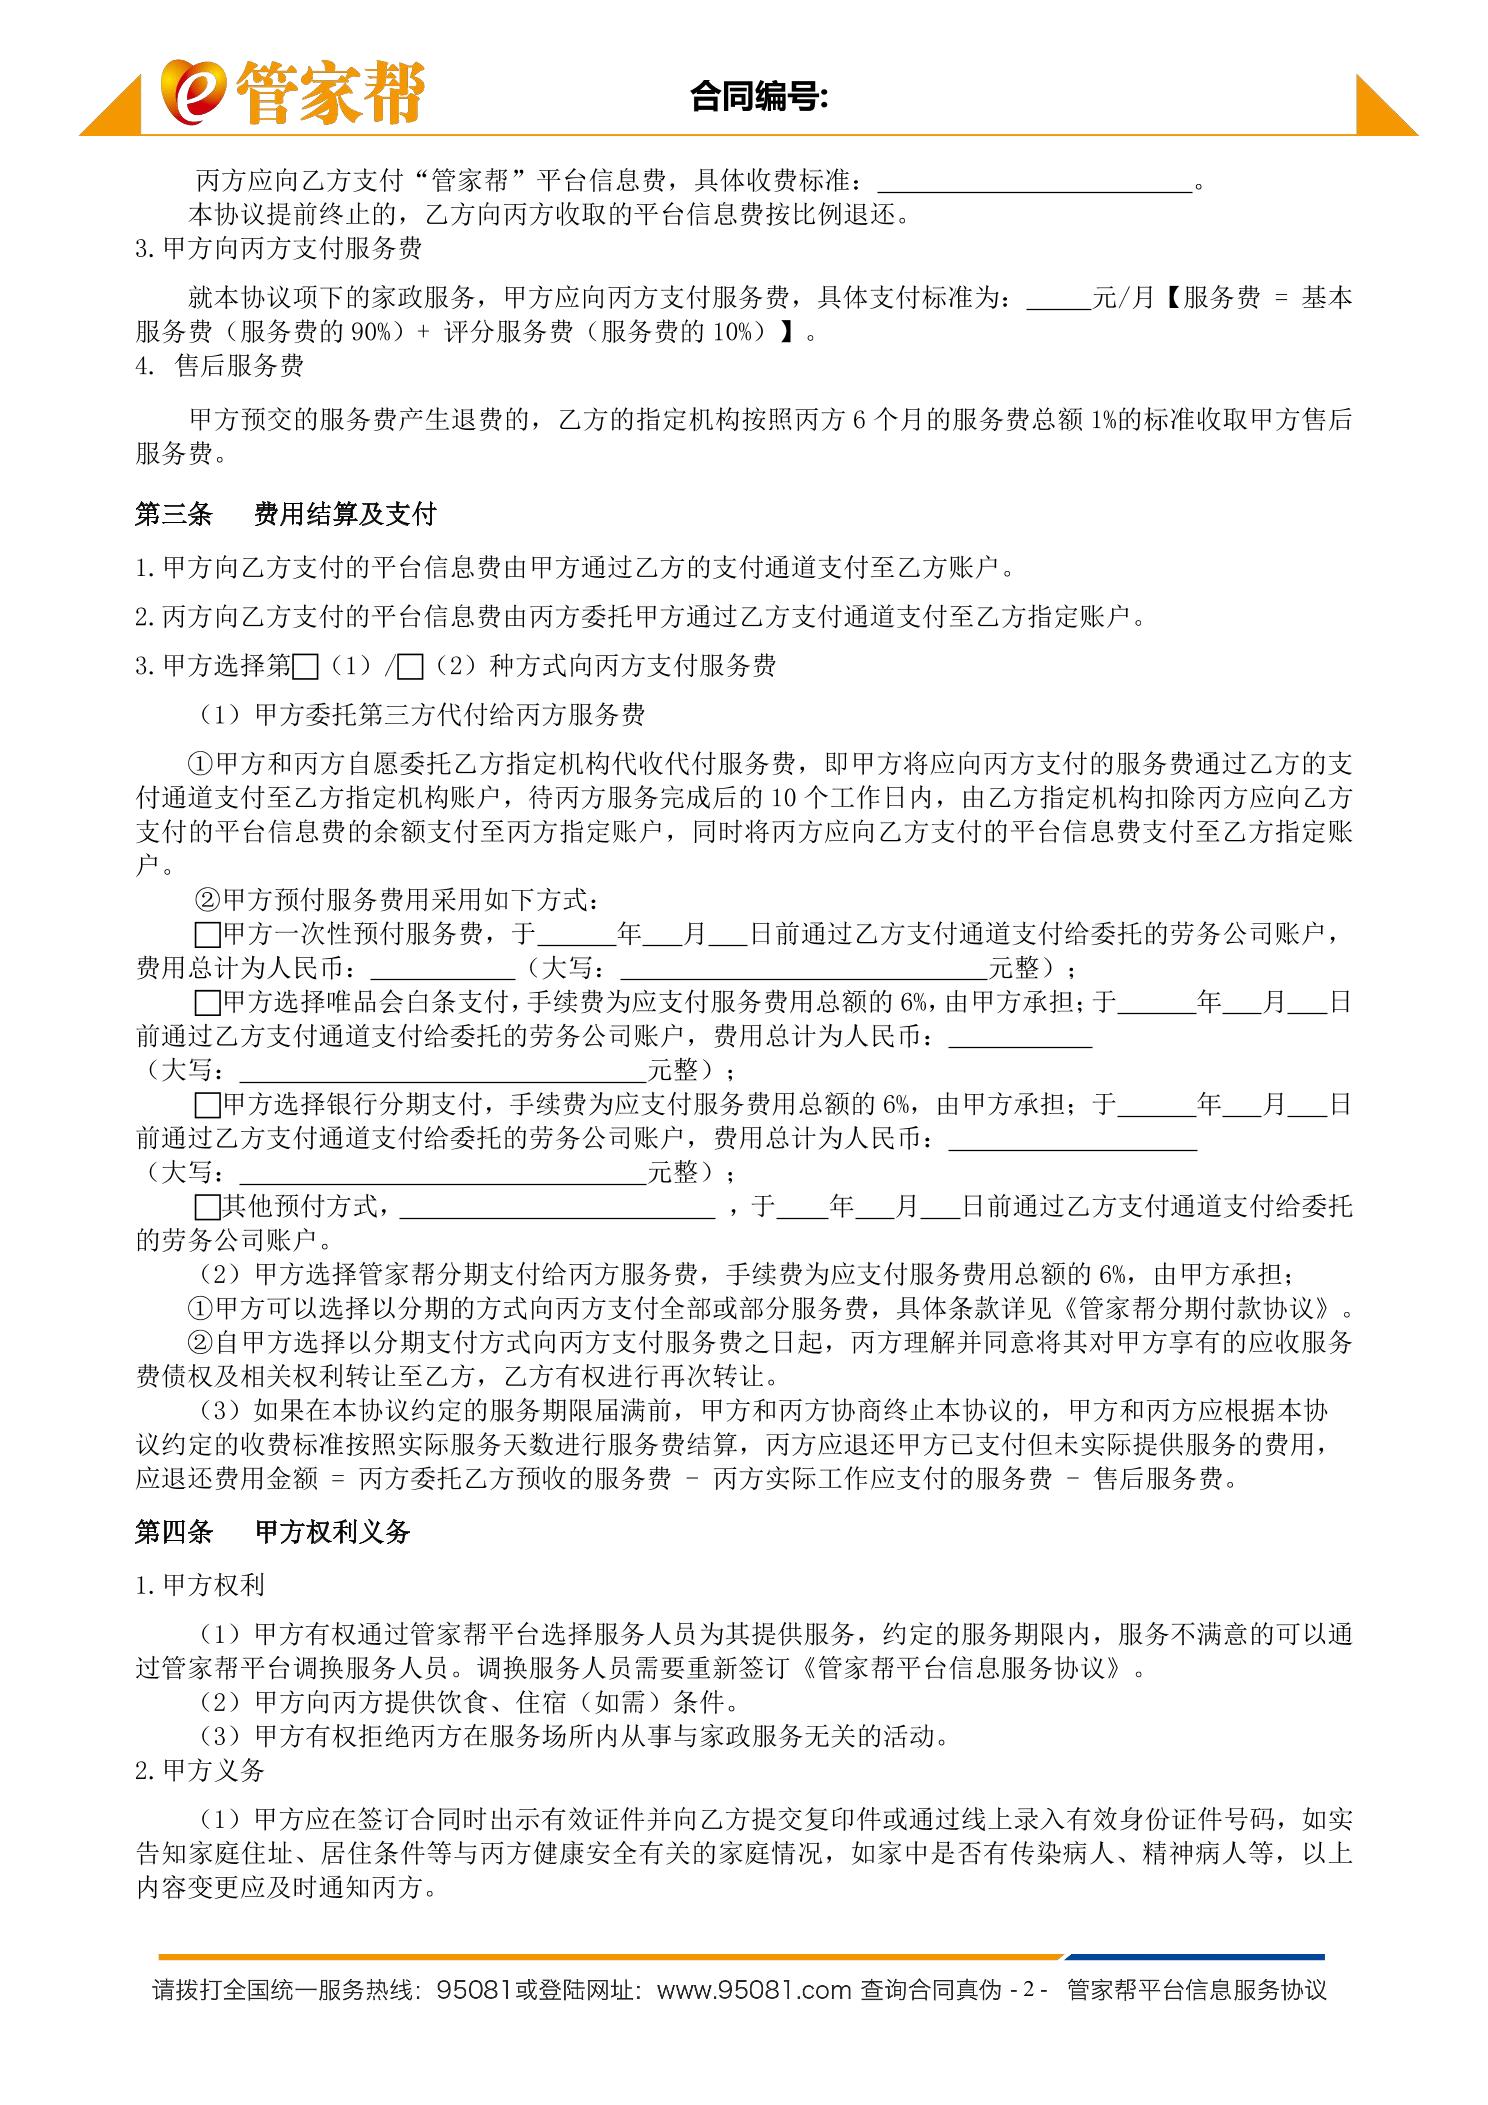 e管家帮
合同编号:
丙方应向乙方支付“管家帮”平台信息费，具体收费标准：________________________。
本协议提前终止的，乙方向丙方收取的平台信息费按比例退还。
3.甲方向丙方支付服务费
就本协议项下的家政服务，甲方应向丙方支付服务费，具体支付标准为：_____元/月【服务费 = 基本
服务费（服务费的 90%）+ 评分服务费（服务费的 10%）】。
4. 售后服务费
甲方预交的服务费产生退费的，乙方的指定机构按照丙方 6 个月的服务费总额 1%的标准收取甲方售后
服务费。
第三条 费用结算及支付
1.甲方向乙方支付的平台信息费由甲方通过乙方的支付通道支付至乙方账户。
2.丙方向乙方支付的平台信息费由丙方委托甲方通过乙方支付通道支付至乙方指定账户。
3.甲方选择第□（1）/□（2）种方式向丙方支付服务费
（1）甲方委托第三方代付给丙方服务费
①甲方和丙方自愿委托乙方指定机构代收代付服务费，即甲方将应向丙方支付的服务费通过乙方的支
付通道支付至乙方指定机构账户，待丙方服务完成后的 10 个工作日内，由乙方指定机构扣除丙方应向乙方
支付的平台信息费的余额支付至丙方指定账户，同时将丙方应向乙方支付的平台信息费支付至乙方指定账
户。
②甲方预付服务费用采用如下方式：
□甲方一次性预付服务费，于______年___月___日前通过乙方支付通道支付给委托的劳务公司账户，
费用总计为人民币：___________（大写：____________________________元整）；
□甲方选择唯品会白条支付，手续费为应支付服务费用总额的 6%，由甲方承担；于______年___月___日
前通过乙方支付通道支付给委托的劳务公司账户，费用总计为人民币：___________
（大写：_______________________________元整）；
□甲方选择银行分期支付，手续费为应支付服务费用总额的 6%，由甲方承担；于______年___月___日
前通过乙方支付通道支付给委托的劳务公司账户，费用总计为人民币：___________________
（大写：_______________________________元整）；
□其他预付方式，________________________ ，于____年___月___日前通过乙方支付通道支付给委托
的劳务公司账户。
（2）甲方选择管家帮分期支付给丙方服务费，手续费为应支付服务费用总额的 6%，由甲方承担；
①甲方可以选择以分期的方式向丙方支付全部或部分服务费，具体条款详见《管家帮分期付款协议》。
②自甲方选择以分期支付方式向丙方支付服务费之日起，丙方理解并同意将其对甲方享有的应收服务
费债权及相关权利转让至乙方，乙方有权进行再次转让。
（3）如果在本协议约定的服务期限届满前，甲方和丙方协商终止本协议的，甲方和丙方应根据本协
议约定的收费标准按照实际服务天数进行服务费结算，丙方应退还甲方已支付但未实际提供服务的费用，
应退还费用金额 = 丙方委托乙方预收的服务费 - 丙方实际工作应支付的服务费 - 售后服务费。
第四条 甲方权利义务
1.甲方权利
（1）甲方有权通过管家帮平台选择服务人员为其提供服务，约定的服务期限内，服务不满意的可以通
过管家帮平台调换服务人员。调换服务人员需要重新签订《管家帮平台信息服务协议》。
（2）甲方向丙方提供饮食、住宿（如需）条件。
（3）甲方有权拒绝丙方在服务场所内从事与家政服务无关的活动。
2.甲方义务
（1）甲方应在签订合同时出示有效证件并向乙方提交复印件或通过线上录入有效身份证件号码，如实
告知家庭住址、居住条件等与丙方健康安全有关的家庭情况，如家中是否有传染病人、精神病人等，以上
内容变更应及时通知丙方。
请拨打全国统一服务热线：95081或登陆网址：www.95081.com 查询合同真伪 - 2 - 管家帮平台信息服务协议